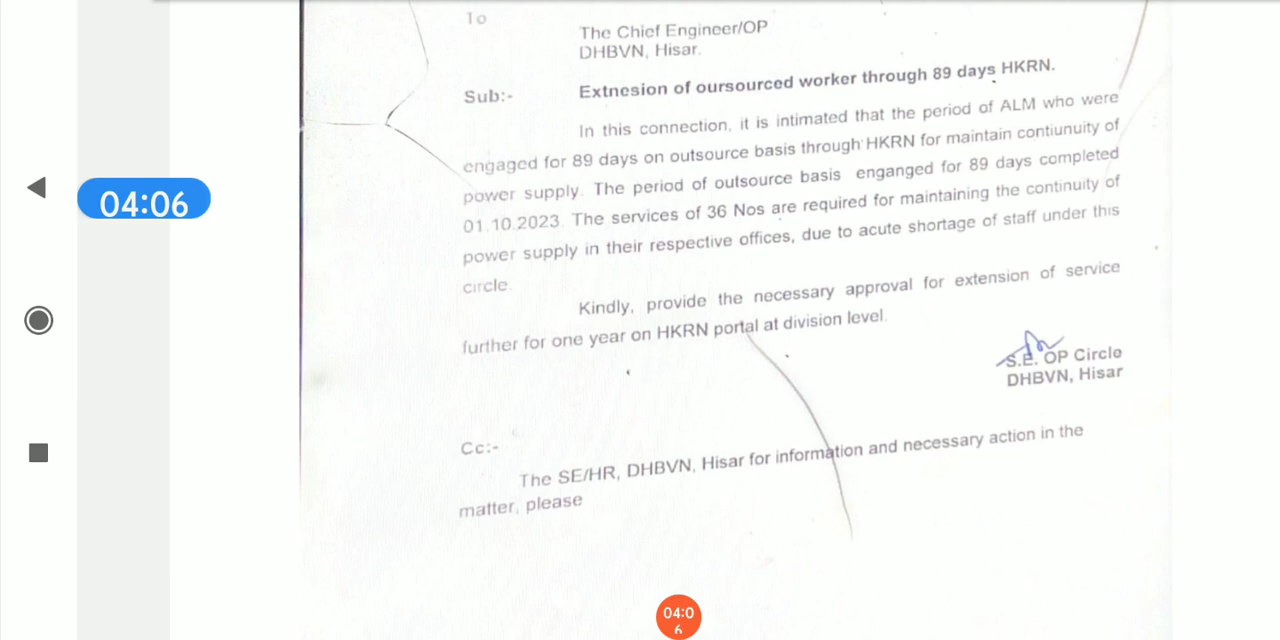 To
The Chief Engineer/OP
DHBVN, Hisar.
Sub:- Extnesion of oursourced worker through 89 days HKRN.
In this connection, it is intimated that the period of ALM who were
engaged for 89 days on outsource basis through HKRN for maintain contiunuity of
power supply. The period of outsource basis enganged for 89 days completed
01.10.2023. The services of 36 Nos are required for maintaining the continuity of
power supply in their respective offices, due to acute shortage of staff under this
circle.
Kindly, provide the necessary approval for extension of service
further for one year on HKRN portal at division level.
S.E. OP Circle
DHBVN, Hisar
Cc:-
The SE/HR, DHBVN, Hisar for information and necessary action in the
matter, please
04:06
04:0
6